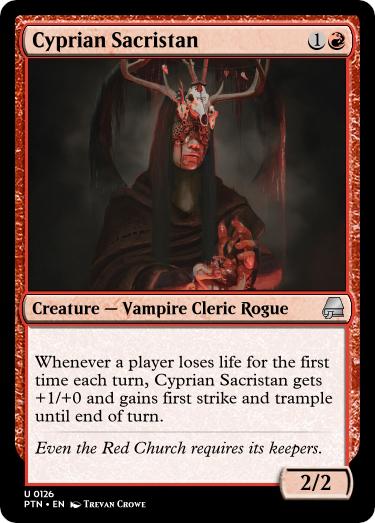 Cyprian Sacristan 1
Creature — Vampire Cleric Rogue
Whenever a player loses life for the first
time each turn, Cyprian Sacristan gets
+1/+0 and gains first strike and trample
until end of turn.
Even the Red Church requires its keepers.
2/2
U 0126
PTN • EN Trevan Crowe